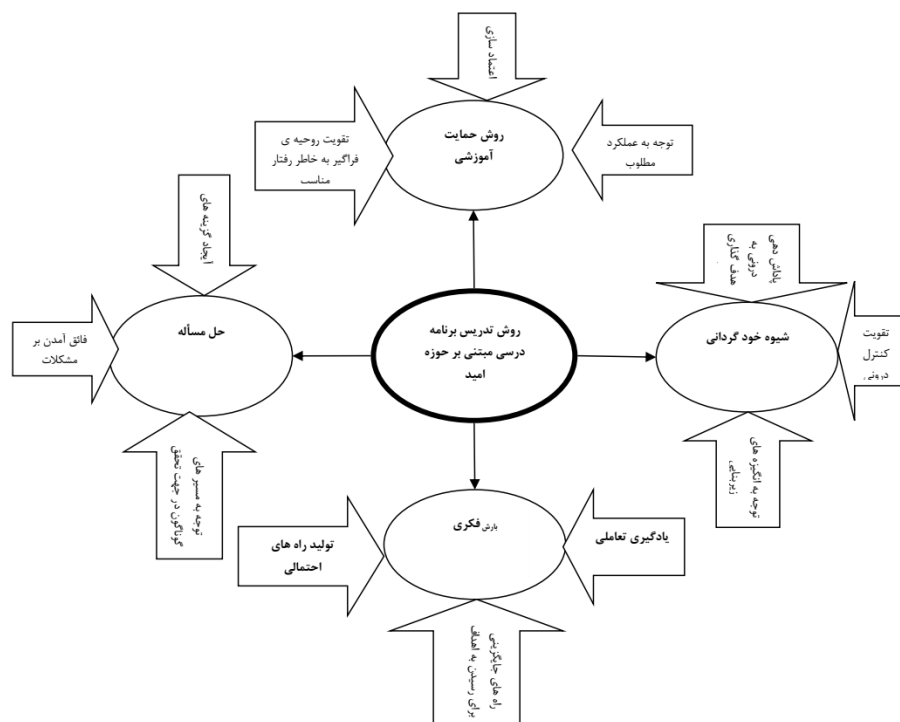 اعتماد سازی
روش حمایت
آموزشی
توجه به عملکرد
مطلوب
تقویت روحیه ی
فراگیر به خاطر رفتار
مناسب
پاداش دهی
درونی به
هدف گذاری
شیوه خود گردانی
تقویت
کنترل
درونی
توجه به انگیزه های
زیربنایی
روش تدریس برنامه
درسی مبتنی بر حوزه
امید
ایجاد گزینه های
حل مسأله
فائق آمدن بر
مشکلات
توجه به مسیر های
گوناگون در جهت تحقق
بارش فکری
یادگیری تعاملی
تولید راه های
احتمالی
راه های جایگزینی
برای رسیدن به اهداف